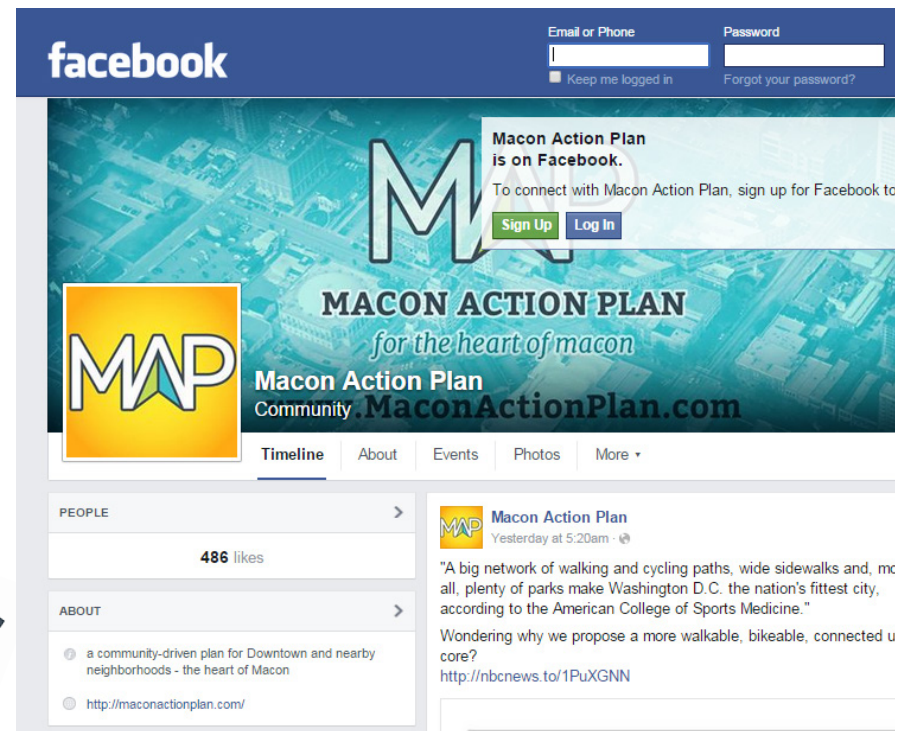 facebook
Email or Phone
Password
Keep me logged in
Forgot your password?
Macon Action Plan
is on Facebook.
To connect with Macon Action Plan, sign up for Facebook to
Sign Up
Log In
MAP
MACON ACTION PLAN
for the heart of macon
www.MaconActionPlan.com
MAP
Macon Action Plan
Community
Timeline
About
Events
Photos
More
PEOPLE
486 likes
ABOUT
a community-driven plan for Downtown and nearby
neighborhoods - the heart of Macon
http://maconactionplan.com/
MAP
Macon Action Plan
Yesterday at 5:20am ·
"A big network of walking and cycling paths, wide sidewalks and,
all, plenty of parks make Washington D.C. the nation's fittest city,
according to the American College of Sports Medicine."
Wondering why we propose a more walkable, bikeable, connected
core?
http://nbcnews.to/1PuXGNN